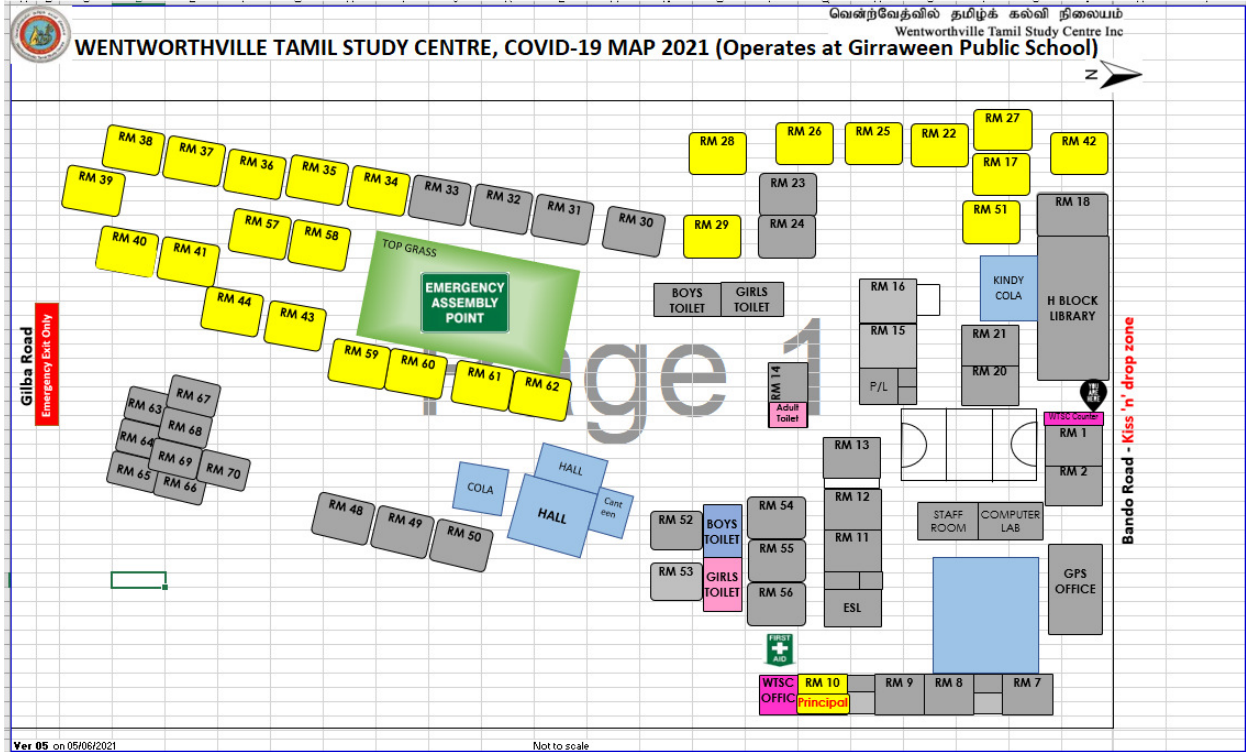 வென்ற்வேத்வில் தமிழ்க் கல்வி நிலையம்
Wentworthville Tamil Study Centre Inc
WENTWORTHVILLE TAMIL STUDY CENTRE, COVID-19 MAP 2021 (Operates at Girraween Public School)
N
RM 38
RM 37
RM 36
RM 35
RM 34
RM 33
RM 32
RM 31
RM 30
RM 28
RM 26
RM 25
RM 22
RM 27
RM 17
RM 42
RM 39
RM 57
RM 58
RM 29
RM 23
RM 24
RM 51
RM 18
RM 40
RM 41
RM 44
RM 43
TOP GRASS
EMERGENCY
ASSEMBLY
POINT
BOYS
TOILET
GIRLS
TOILET
RM 16
RM 15
P/L
KINDY
COLA
H BLOCK
LIBRARY
RM 21
RM 20
Gilba Road
Emergency Exit Only
RM 59
RM 60
RM 61
RM 62
Page 1
RM 14
Adult
Toilet
YOU
ARE
HERE
WTSC Counter
RM 1
RM 2
Bando Road - Kiss 'n' drop zone
RM 67
RM 63
RM 68
RM 64
RM 69
RM 70
RM 65
RM 66
RM 48
RM 49
RM 50
COLA
HALL
HALL
Cant
een
RM 13
RM 12
RM 11
ESL
RM 52
RM 53
BOYS
TOILET
GIRLS
TOILET
RM 54
RM 55
RM 56
STAFF
ROOM
COMPUTER
LAB
GPS
OFFICE
FIRST
AID
WTSC
OFFIC
RM 10
Principal
RM 9
RM 8
RM 7
Ver 05 on 05/06/2021
Not to scale